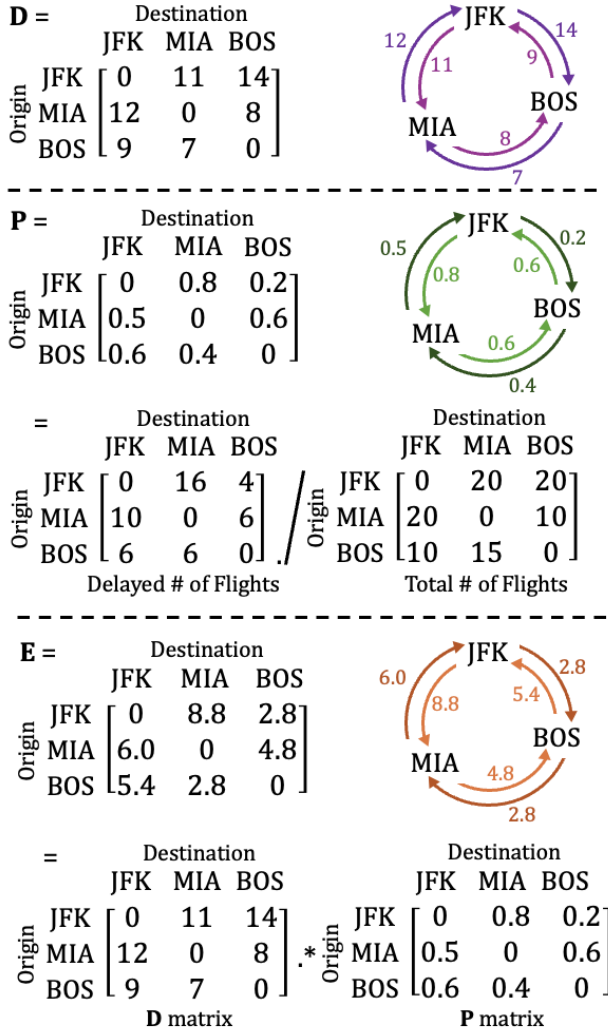 D = Destination
JFK MIA BOS
Origin
JFK 0 11 14
MIA 12 0 8
BOS 9 7 0
JFK
12 14
11 9
BOS
MIA
8
7
P = Destination
JFK MIA BOS
Origin
JFK 0 0.8 0.2
MIA 0.5 0 0.6
BOS 0.6 0.4 0
JFK
0.5 0.2
0.8 0.6
BOS
MIA
0.6
0.4
= Destination
JFK MIA BOS
Origin
JFK 0 16 4
MIA 10 0 6
BOS 6 6 0
Delayed # of Flights
./
Destination
JFK MIA BOS
Origin
JFK 0 20 20
MIA 20 0 10
BOS 10 15 0
Total # of Flights
E = Destination
JFK MIA BOS
Origin
JFK 0 8.8 2.8
MIA 6.0 0 4.8
BOS 5.4 2.8 0
JFK
6.0 2.8
8.8 5.4
BOS
MIA
4.8
2.8
= Destination
JFK MIA BOS
Origin
JFK 0 11 14
MIA 12 0 8
BOS 9 7 0
D matrix
.*
Destination
JFK MIA BOS
Origin
JFK 0 0.8 0.2
MIA 0.5 0 0.6
BOS 0.6 0.4 0
P matrix